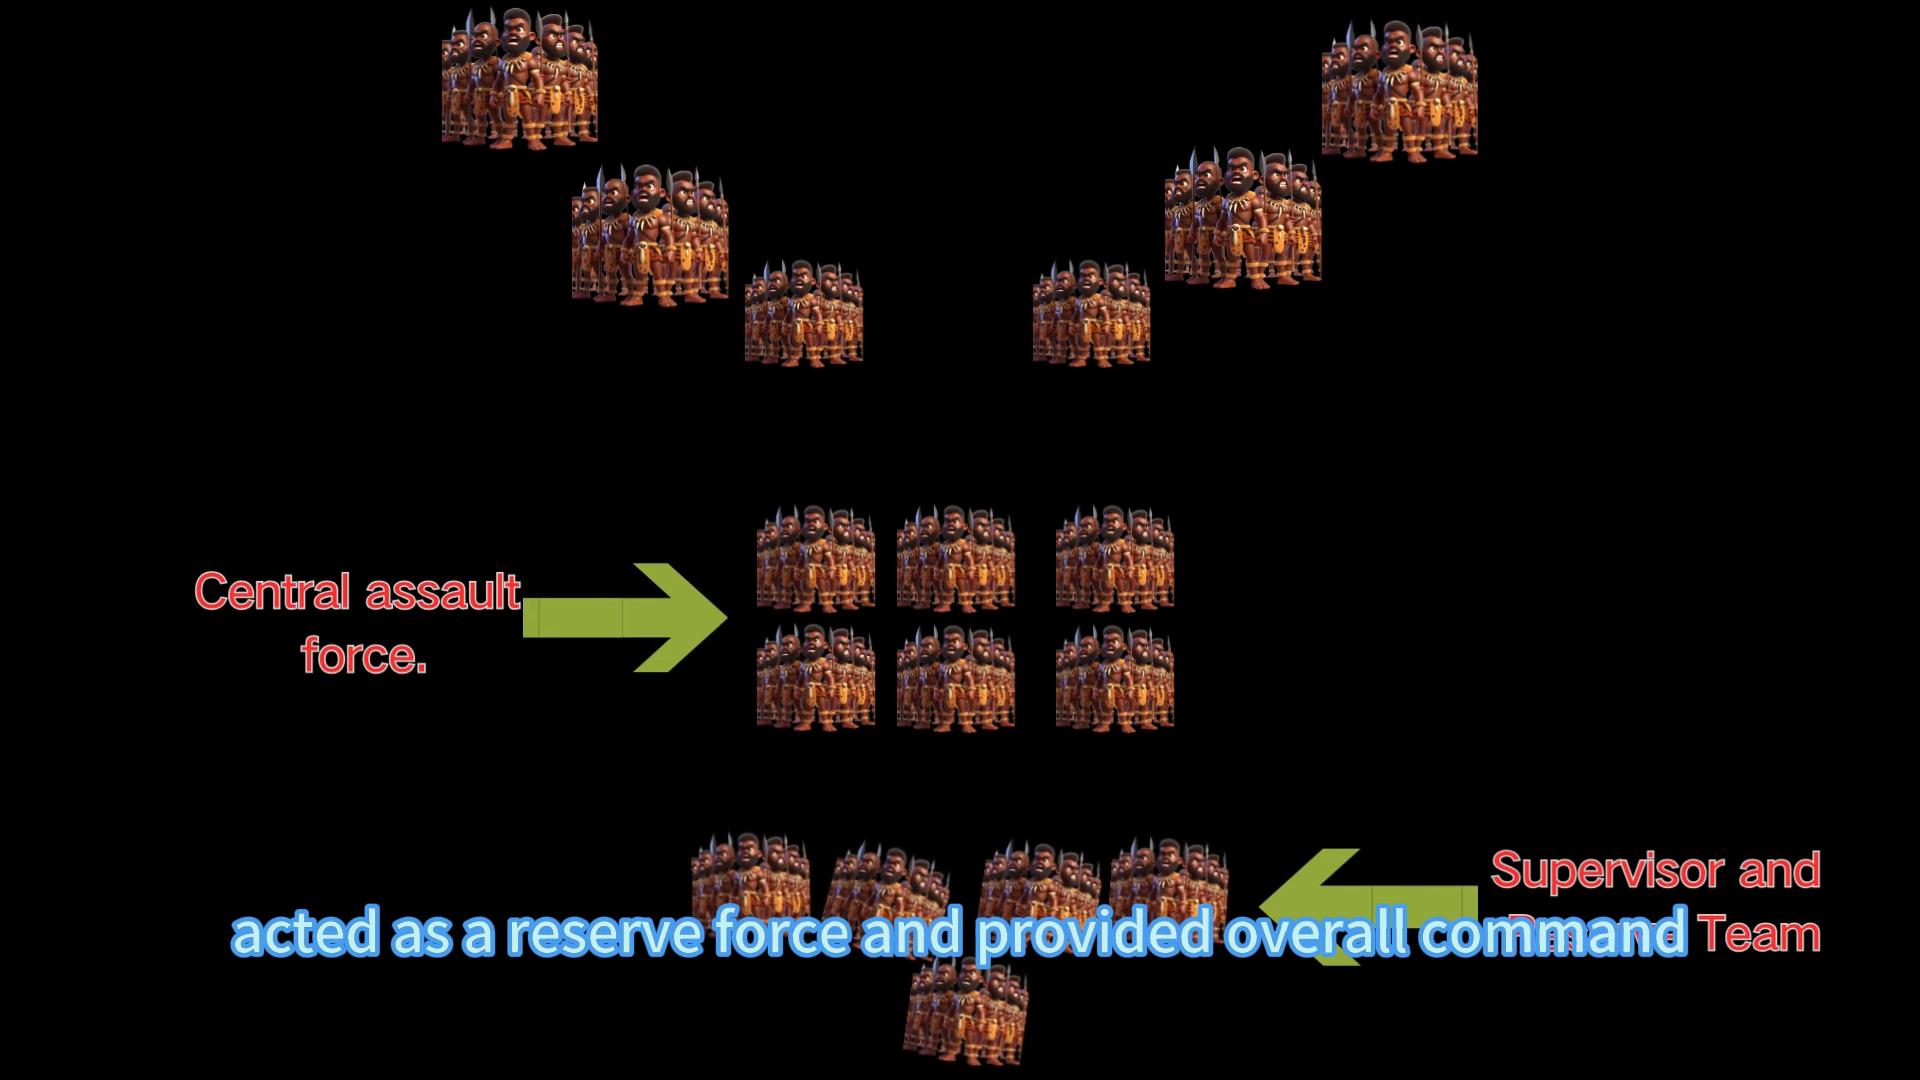 Central assault
force.
Supervisor and
Team
acted as a reserve force and provided overall command